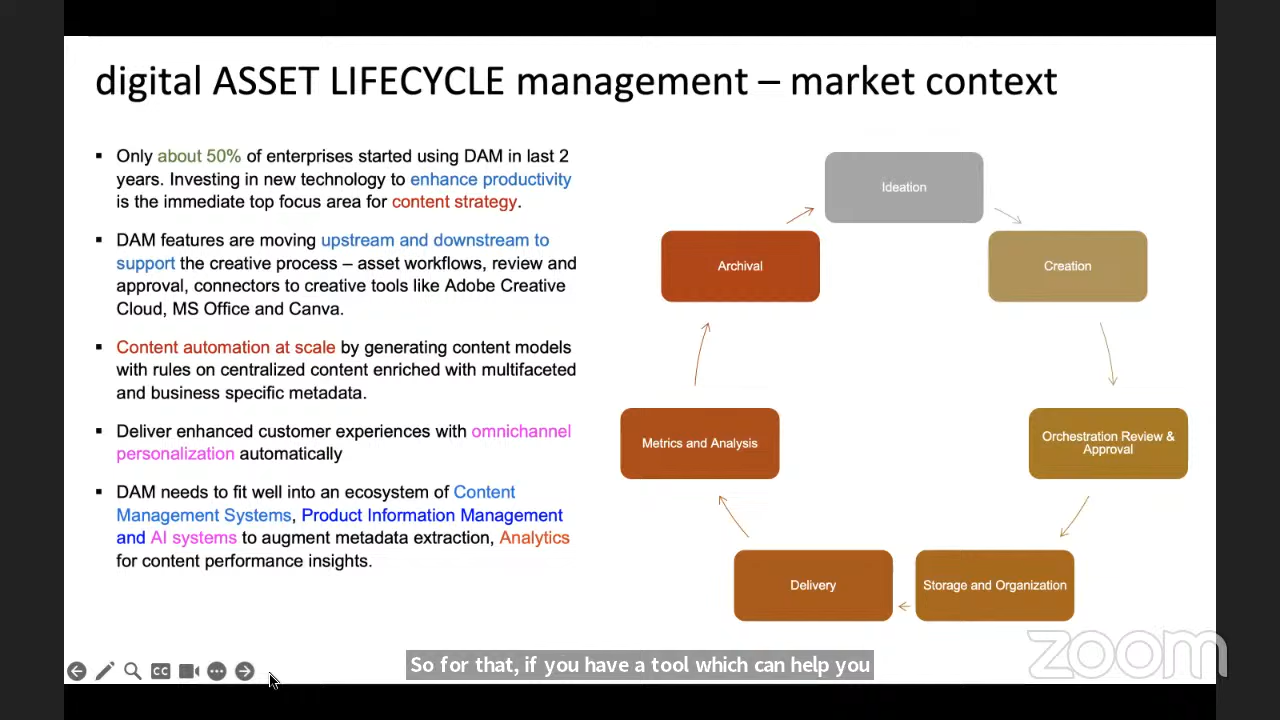 digital ASSET LIFECYCLE management – market context
▪ Only about 50% of enterprises started using DAM in last 2
years. Investing in new technology to enhance productivity
is the immediate top focus area for content strategy.
▪ DAM features are moving upstream and downstream to
support the creative process – asset workflows, review and
approval, connectors to creative tools like Adobe Creative
Cloud, MS Office and Canva.
▪ Content automation at scale by generating content models
with rules on centralized content enriched with multifaceted
and business specific metadata.
▪ Deliver enhanced customer experiences with omnichannel
personalization automatically
▪ DAM needs to fit well into an ecosystem of Content
Management Systems, Product Information Management
and AI systems to augment metadata extraction, Analytics
for content performance insights.
Ideation
Creation
Orchestration Review &
Approval
Storage and Organization
Delivery
Metrics and Analysis
Archival
CC
So for that, if you have a tool which can help you
zoom